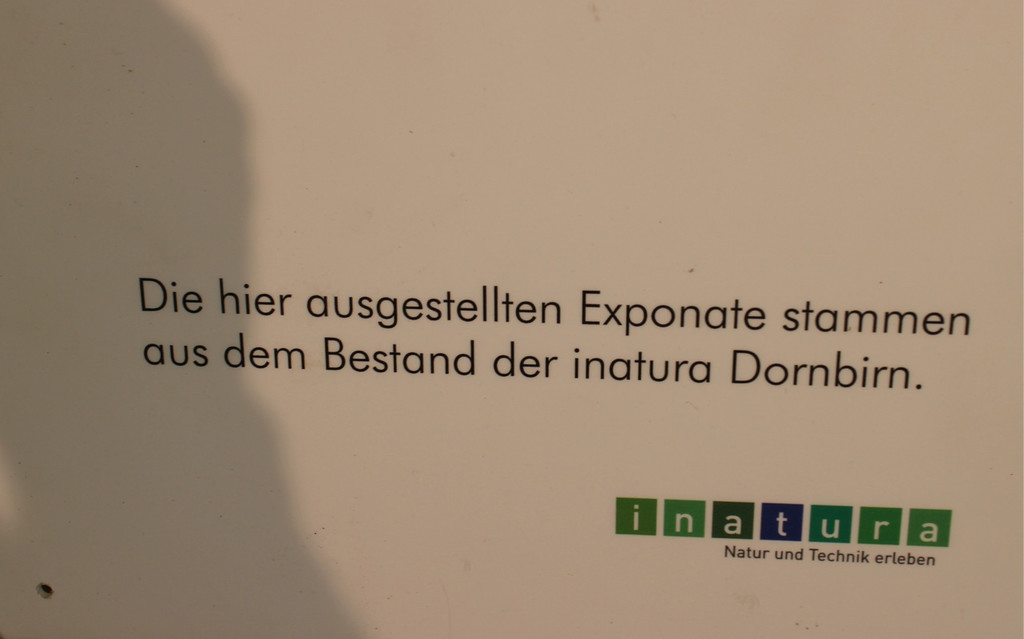 Die hier ausgestellten Exponate stammen
aus dem Bestand der inatura Dornbirn.
inatura
Natur und Technik erleben